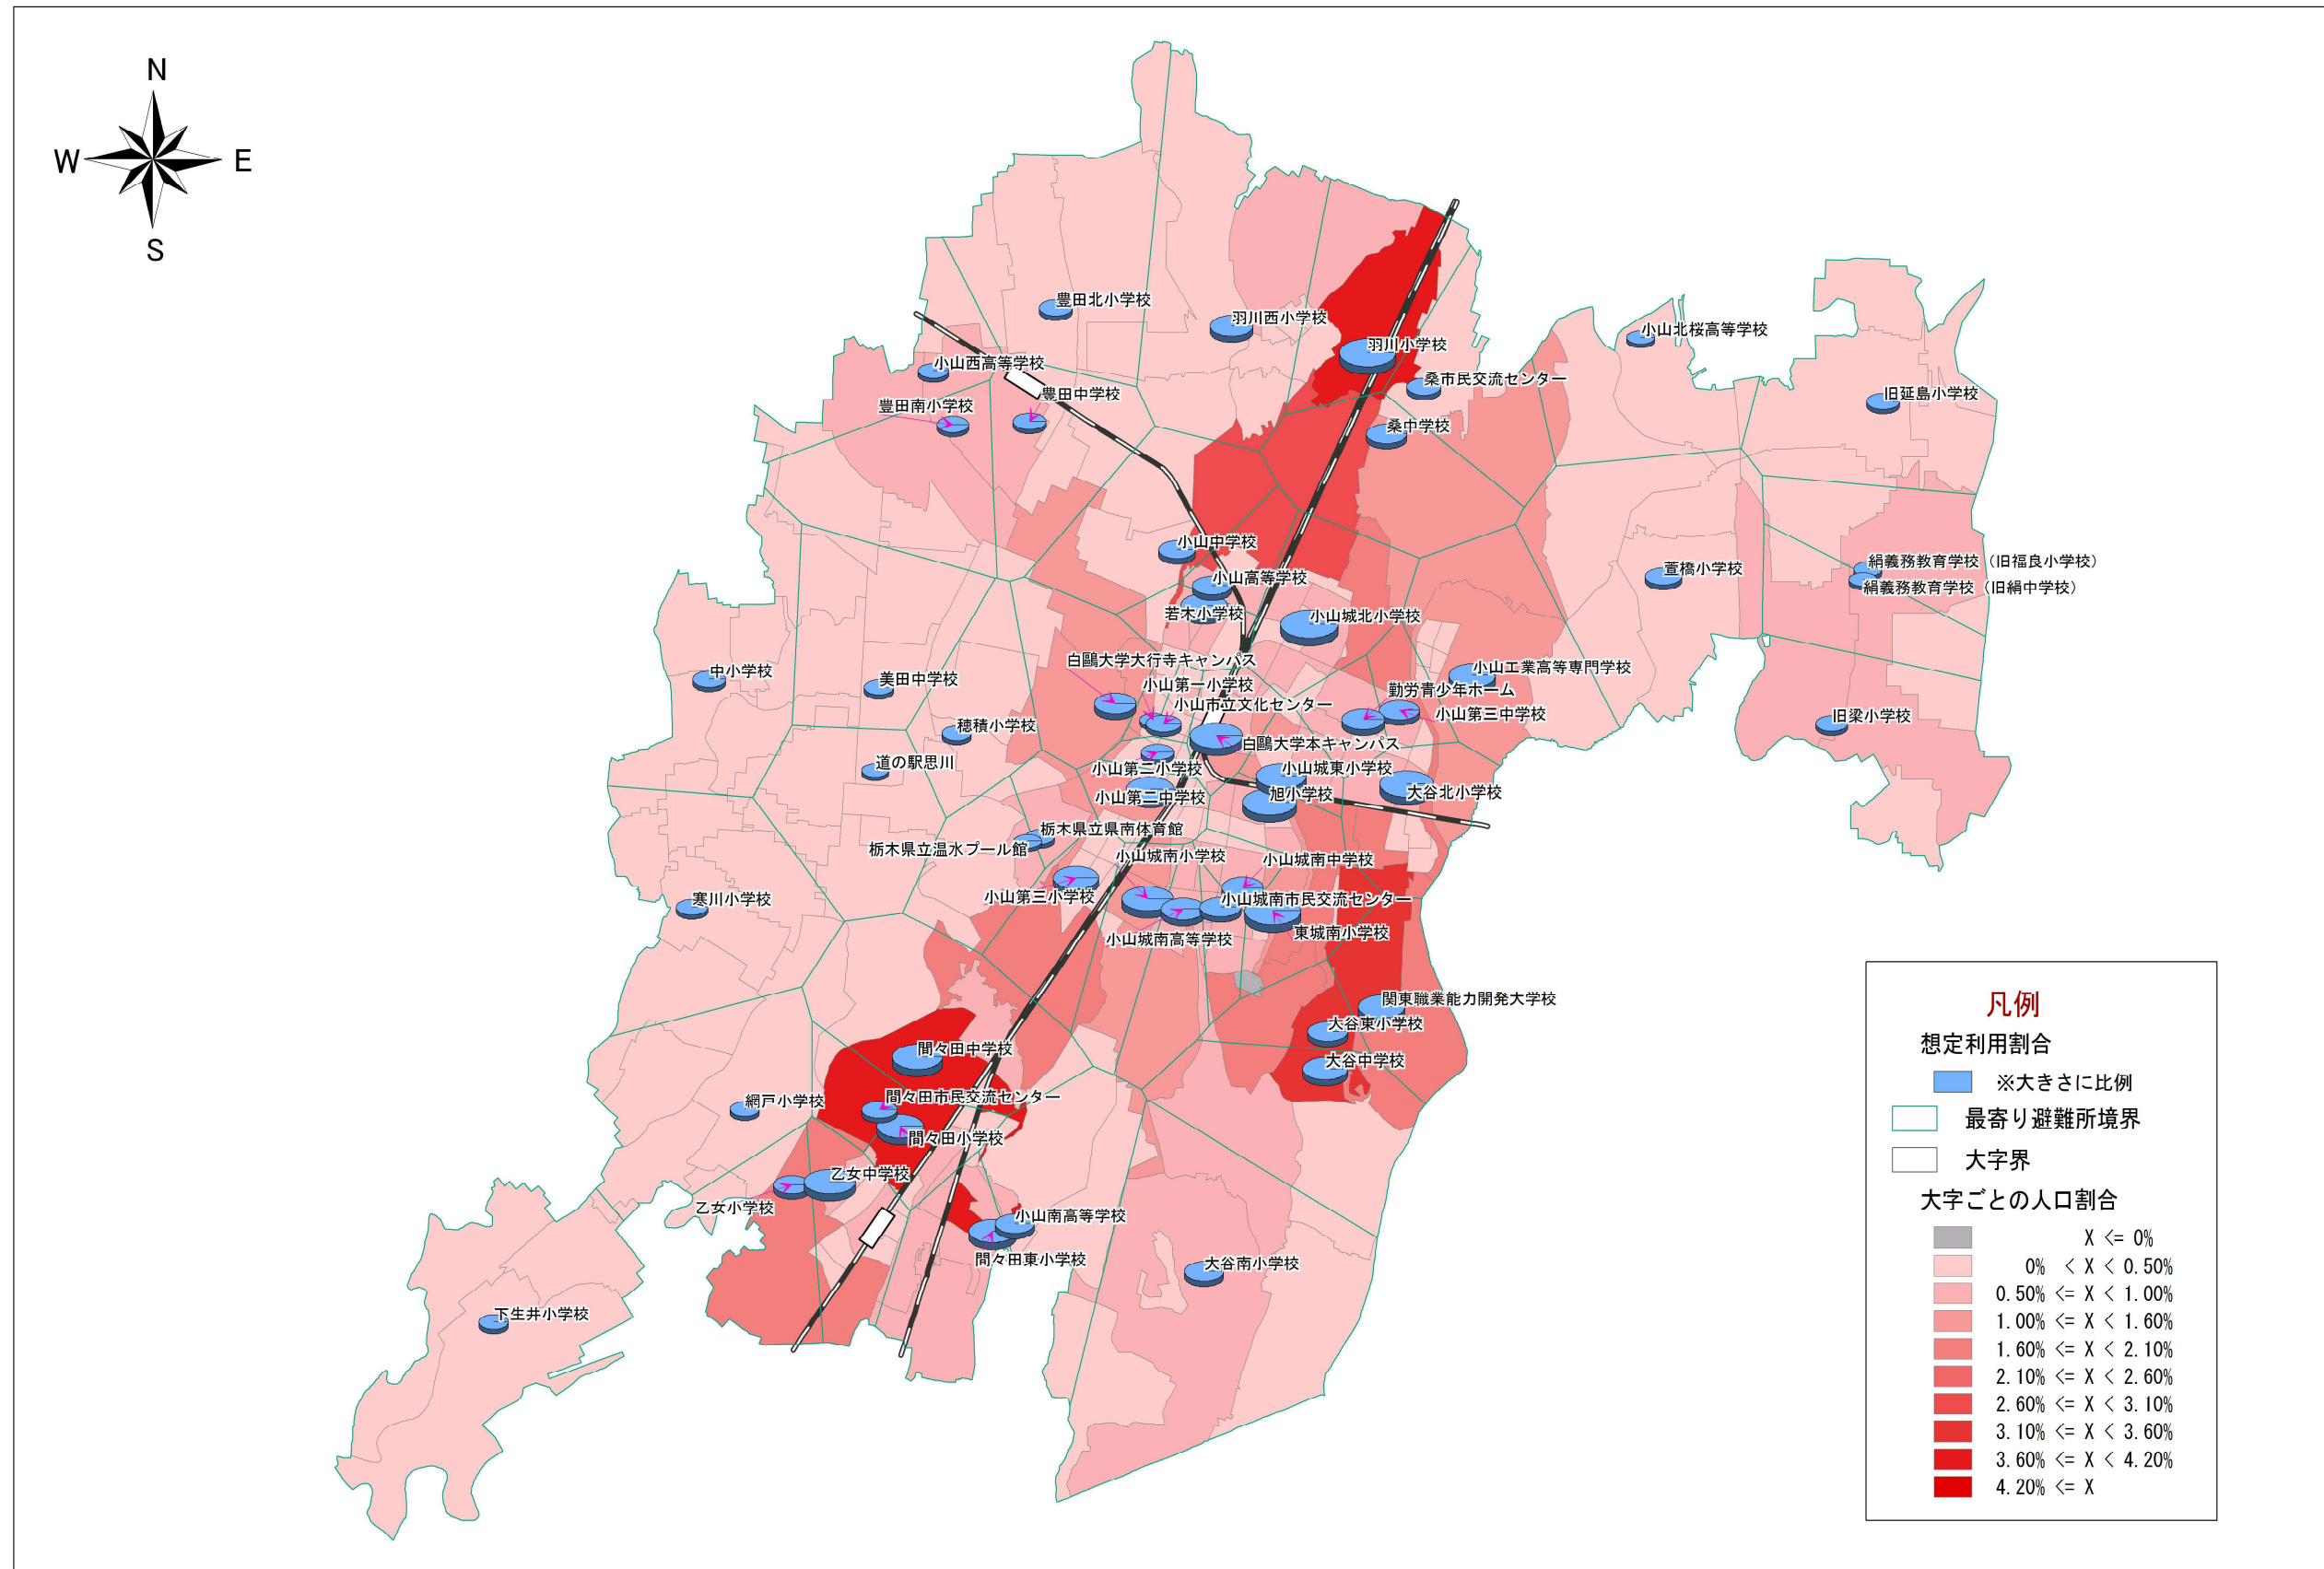 N
W
E
S
豊田北小学校
羽川西小学校
小山北桜高等学校
羽川小学校
小山西高等学校
桑市民交流センター
豊田中学校
旧延島小学校
豊田南小学校
桑中学校
小山中学校
絹義務教育学校（旧福良小学校）
萱橋小学校
小山高等学校
絹義務教育学校（旧絹中学校）
若木小学校
小山城北小学校
白鷗大学大行寺キャンパス
中小学校
小山工業高等専門学校
美田中学校
小山第一小学校
勤労青少年ホーム
小山市立文化センター
小山第三中学校
旧梁小学校
穂積小学校
白鷗大学本キャンパス
道の駅思川
小山第二小学校
小山城東小学校
小山第二中学校
旭小学校
大谷北小学校
栃木県立県南体育館
栃木県立温水プール館
小山城南小学校
小山城南中学校
小山第三小学校
寒川小学校
小山城南市民交流センター
小山城南高等学校
東城南小学校
関東職業能力開発大学校
大谷東小学校
間々田中学校
大谷中学校
間々田市民交流センター
網戸小学校
間々田小学校
乙女中学校
乙女小学校
小山南高等学校
間々田東小学校
大谷南小学校
下生井小学校
凡例
想定利用割合
※大きさに比例
最寄り避難所境界
大字界
大字ごとの人口割合
X <= 0%
0% < X < 0.50%
0.50% <= X < 1.00%
1.00% <= X < 1.60%
1.60% <= X < 2.10%
2.10% <= X < 2.60%
2.60% <= X < 3.10%
3.10% <= X < 3.60%
3.60% <= X < 4.20%
4.20% <= X